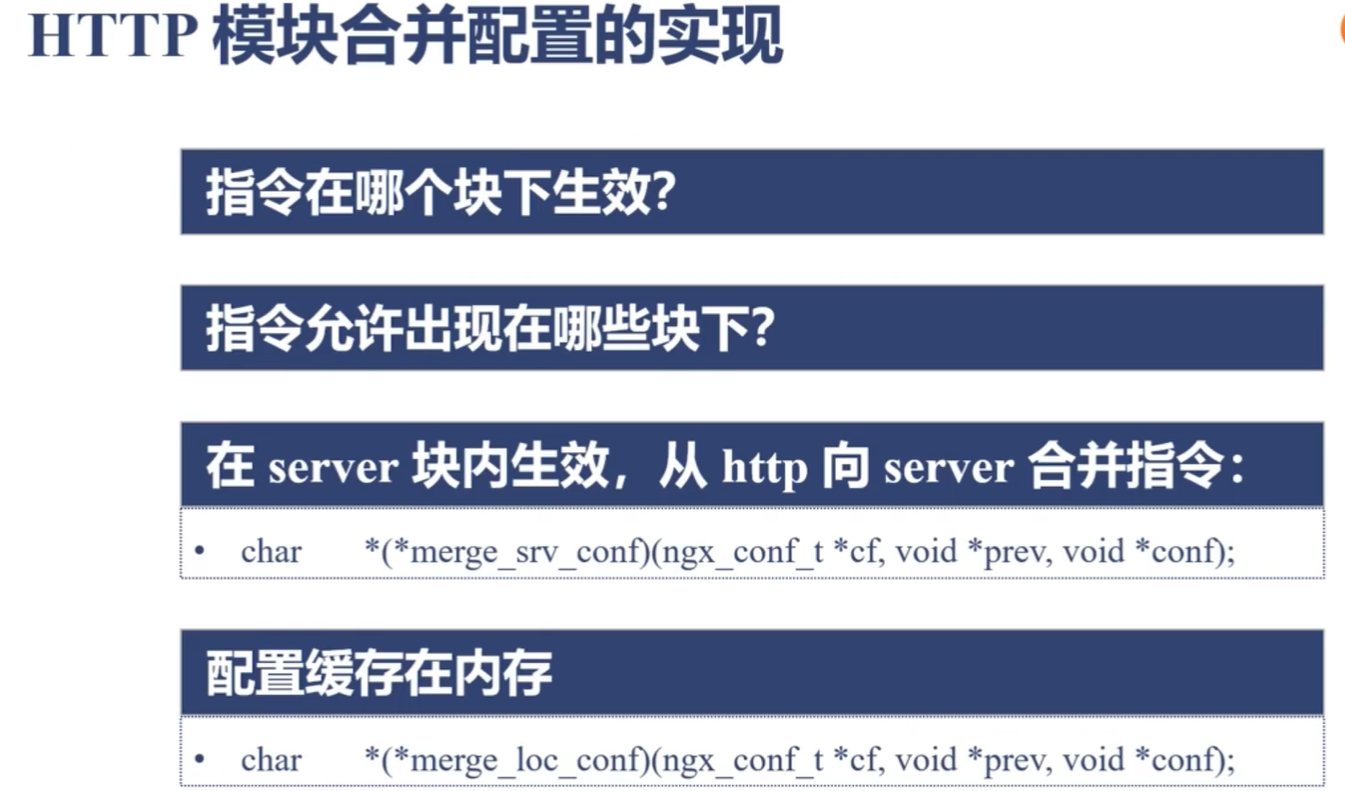 HTTP 模块合并配置的实现
指令在哪个块下生效？
指令允许出现在哪些块下？
在 server 块内生效，从 http 向 server 合并指令：
• char *(*merge_srv_conf)(ngx_conf_t *cf, void *prev, void *conf);
配置缓存在内存
• char *(*merge_loc_conf)(ngx_conf_t *cf, void *prev, void *conf);